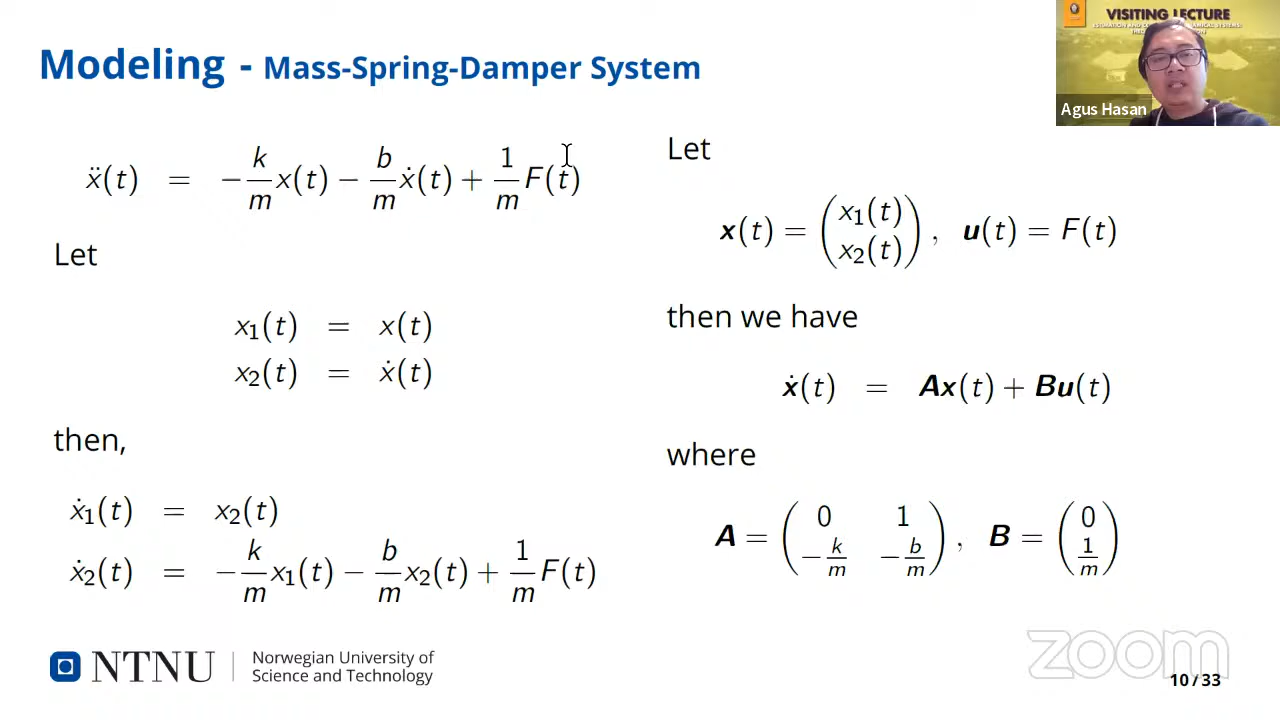 Modeling - Mass-Spring-Damper System
ẍ(t) = −k/m x(t) − b/m ẋ(t) + 1/m F(t)
Let
x₁(t) = x(t)
x₂(t) = ẋ(t)
then,
ẋ₁(t) = x₂(t)
ẋ₂(t) = −k/m x₁(t) − b/m x₂(t) + 1/m F(t)
Let
x(t) = (x₁(t) x₂(t)), u(t) = F(t)
then we have
ẋ(t) = Ax(t) + Bu(t)
where
A = (0 1 −k/m −b/m), B = (0 1/m)
NTNU
Norwegian University of
Science and Technology
zoom
10/33
VISITING LECTURE
Agus Hasan